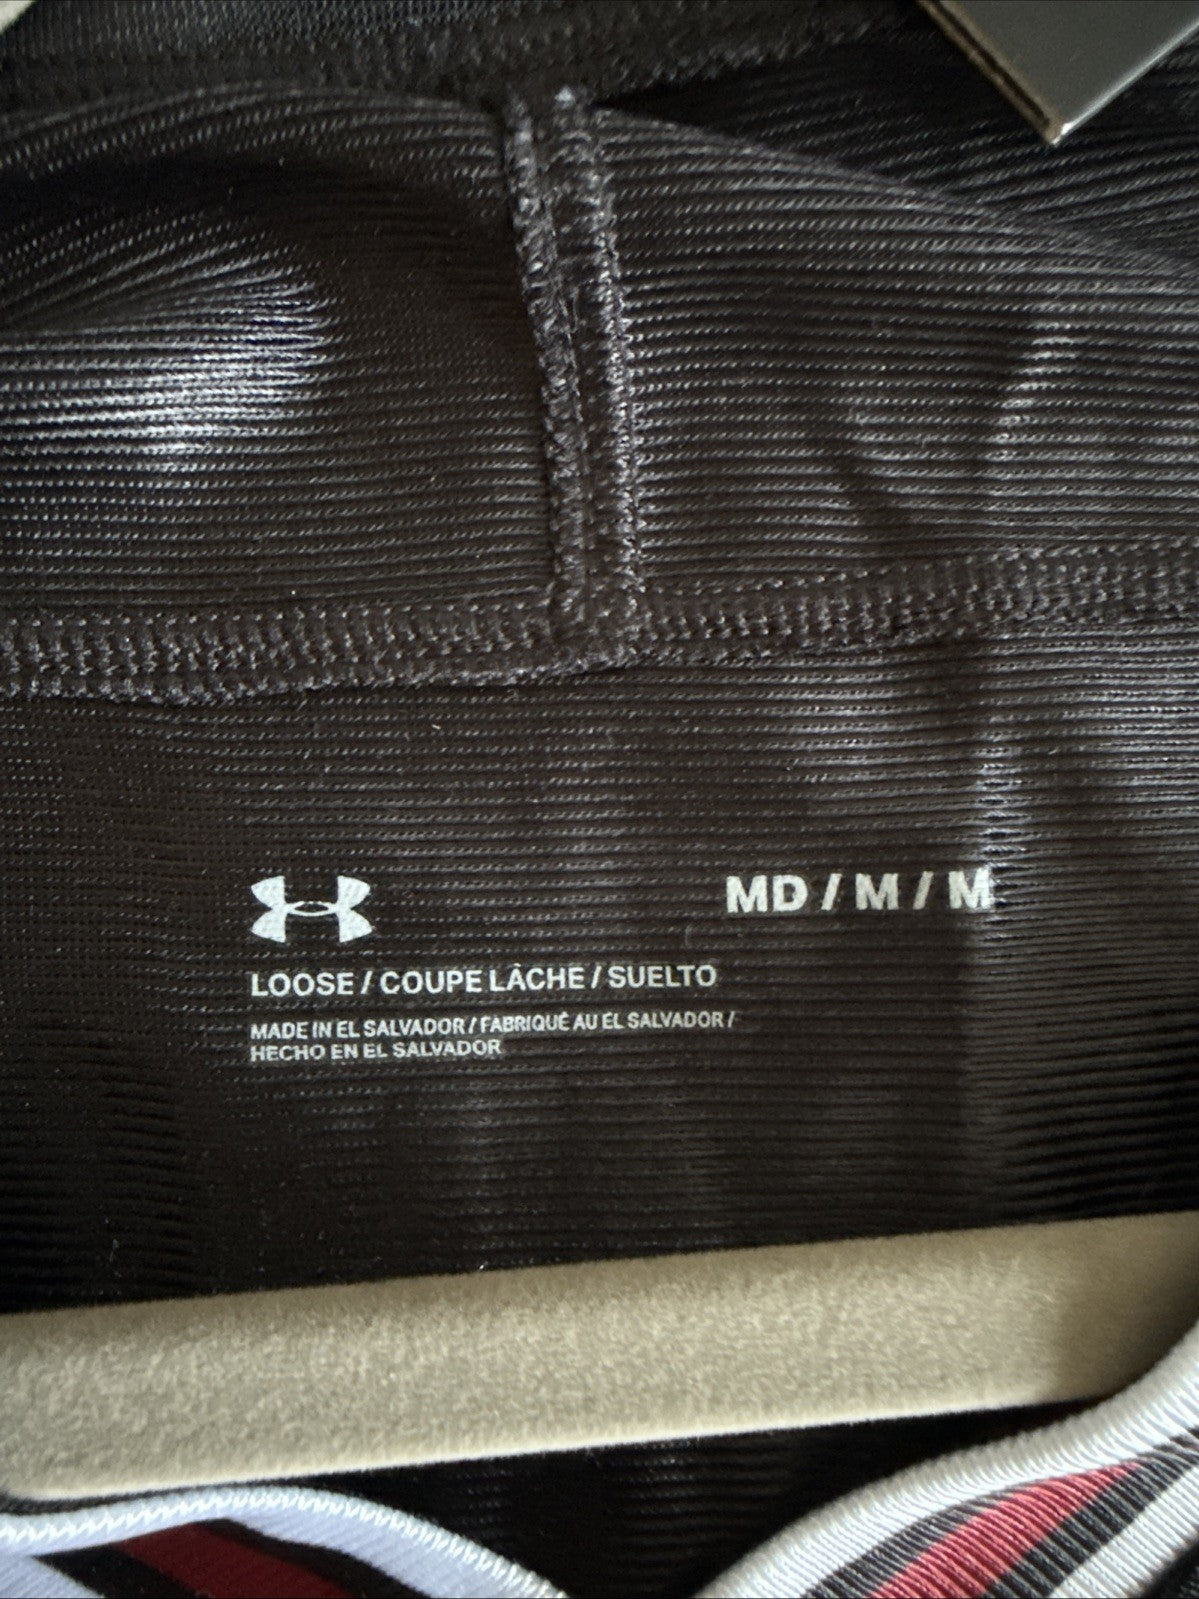 MD / M / M
LOOSE / COUPE LÂCHE / SUELTO
MADE IN EL SALVADOR / FABRIQUÉ AU EL SALVADOR /
HECHO EN EL SALVADOR